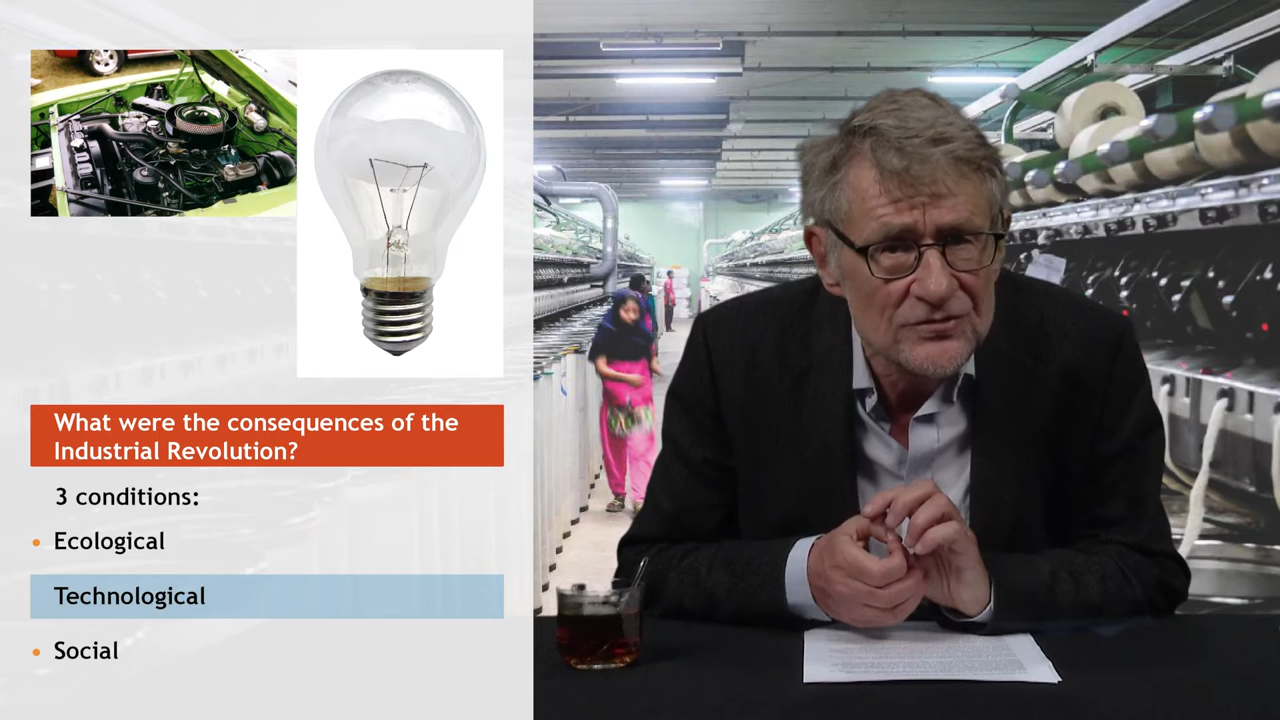 What were the consequences of the
Industrial Revolution?
3 conditions:
• Ecological
Technological
• Social